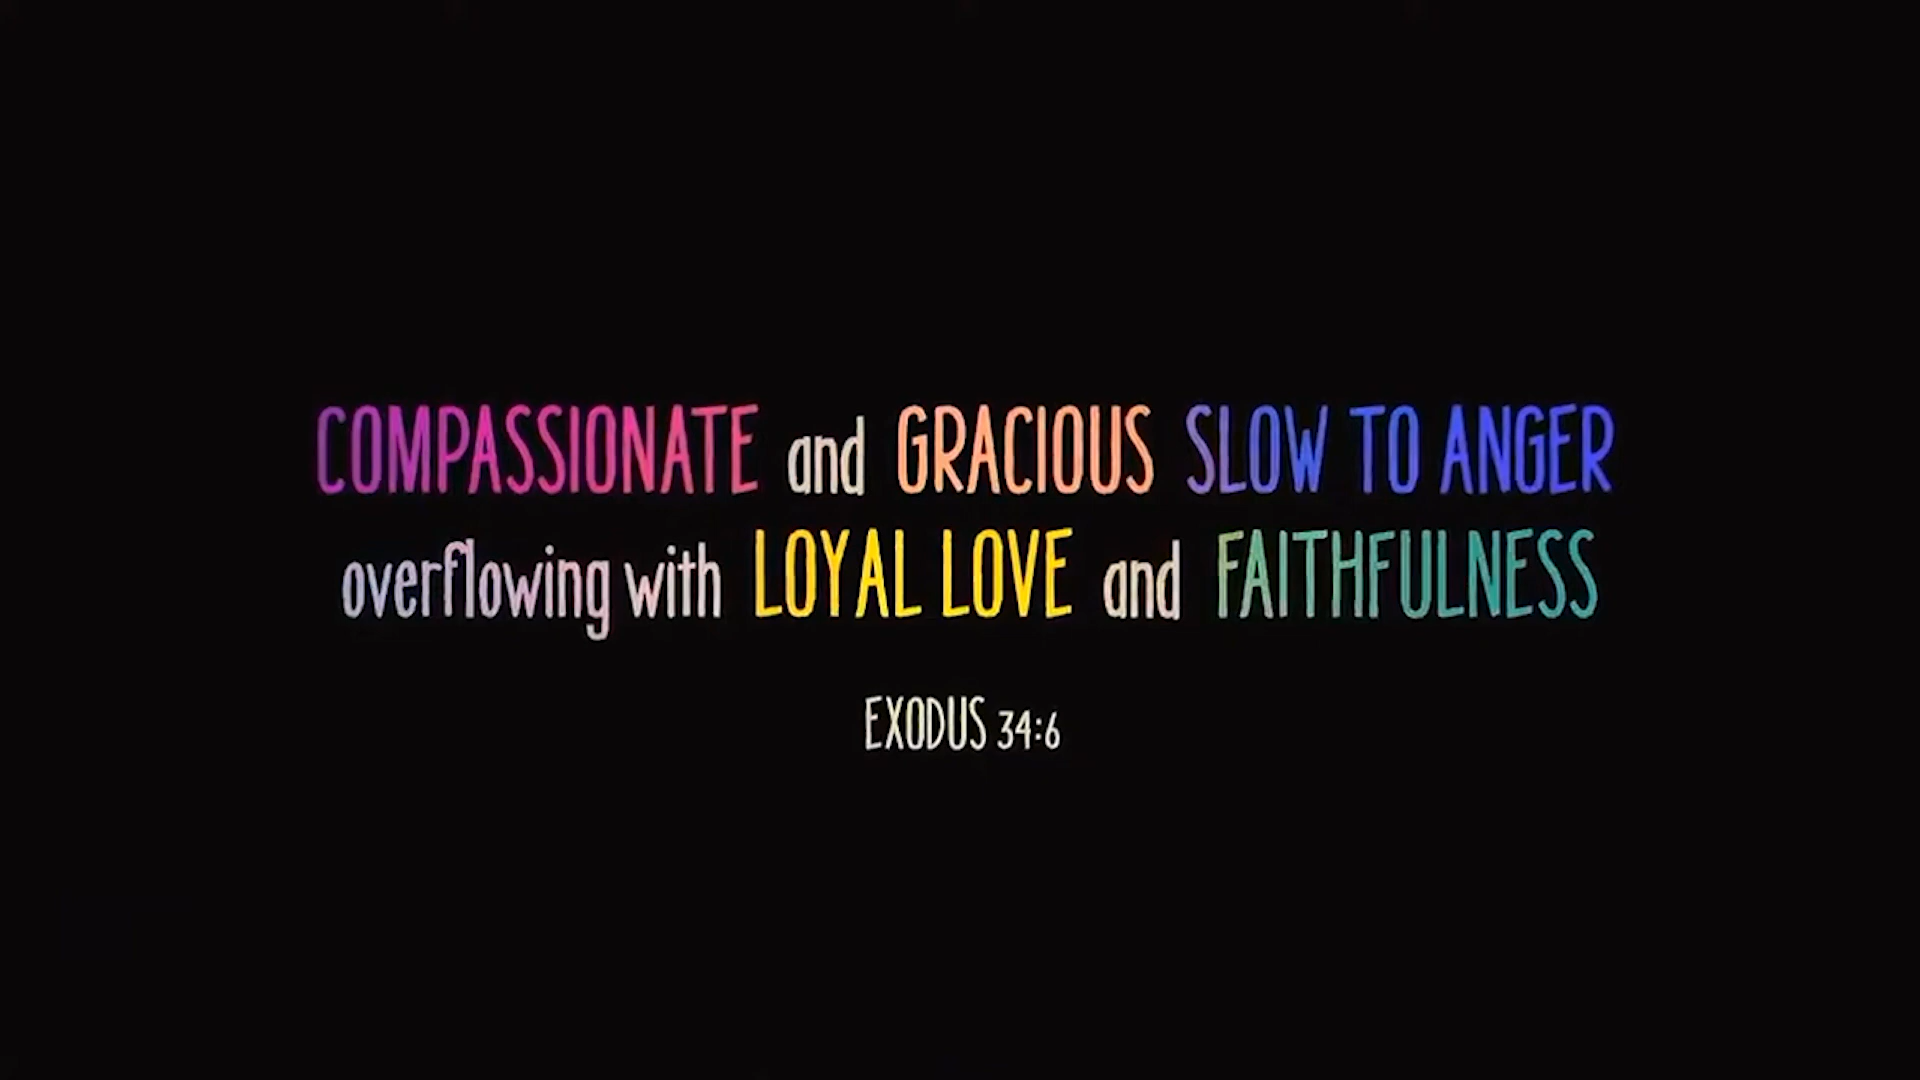 COMPASSIONATE and GRACIOUS SLOW TO ANGER
overflowing with LOYAL LOVE and FAITHFULNESS
EXODUS 34:6